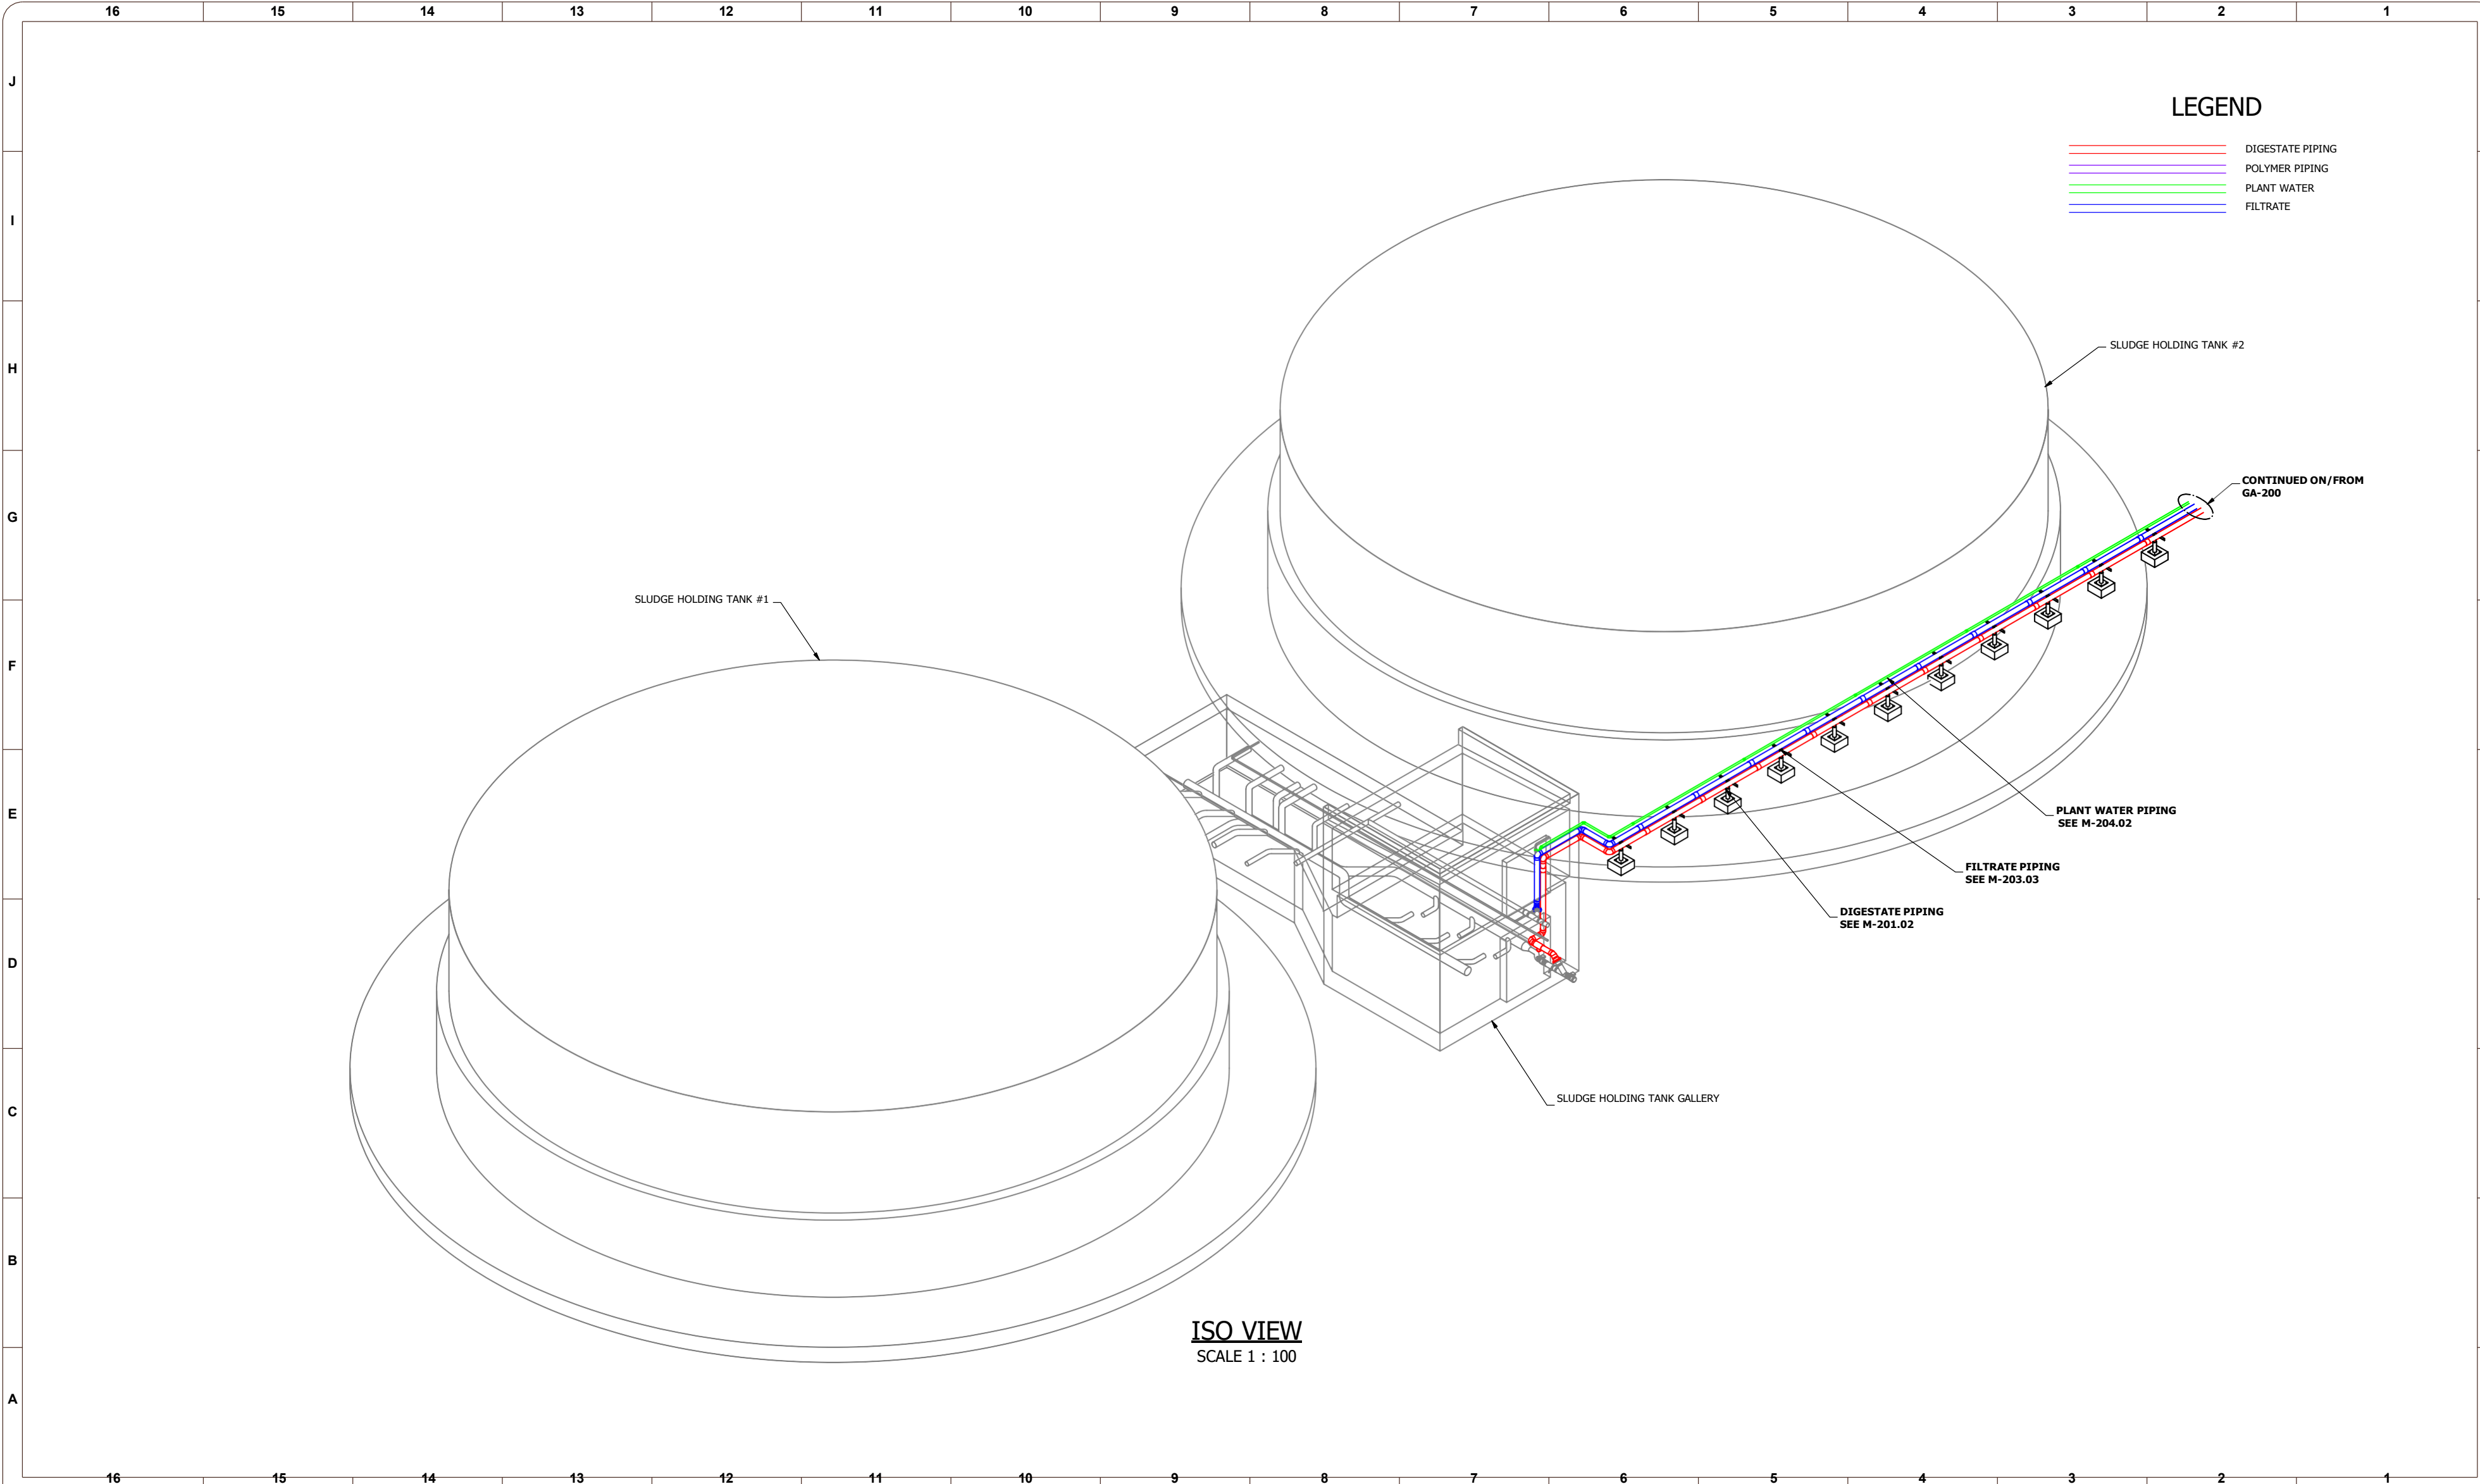 16 15 14 13 12 11 10 9 8 7 6 5 4 3 2 1
J
LEGEND
DIGESTATE PIPING
POLYMER PIPING
PLANT WATER
FILTRATE
I
SLUDGE HOLDING TANK #2
H
CONTINUED ON/FROM
GA-200
G
SLUDGE HOLDING TANK #1
F
PLANT WATER PIPING
SEE M-204.02
E
FILTRATE PIPING
SEE M-203.03
DIGESTATE PIPING
SEE M-201.02
D
SLUDGE HOLDING TANK GALLERY
C
B
ISO VIEW
SCALE 1 : 100
A
16 15 14 13 12 11 10 9 8 7 6 5 4 3 2 1